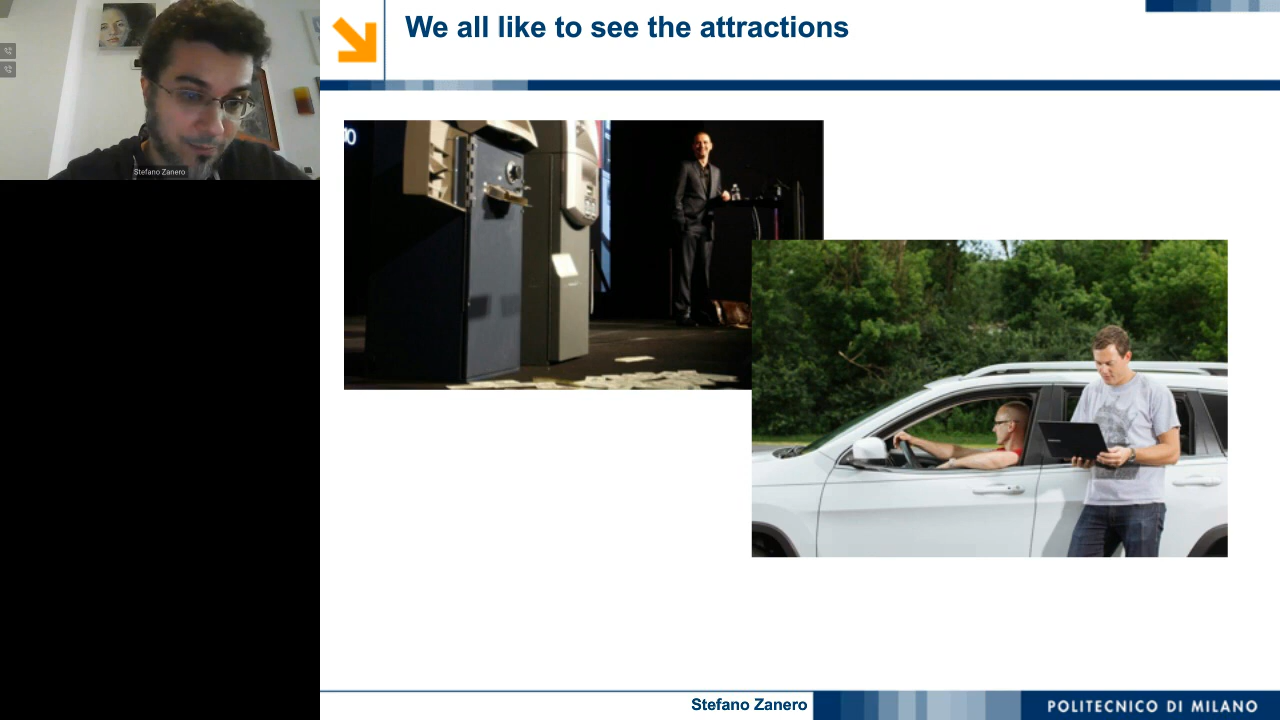 Stefano Zanero
We all like to see the attractions
Stefano Zanero
POLITECNICO DI MILANO